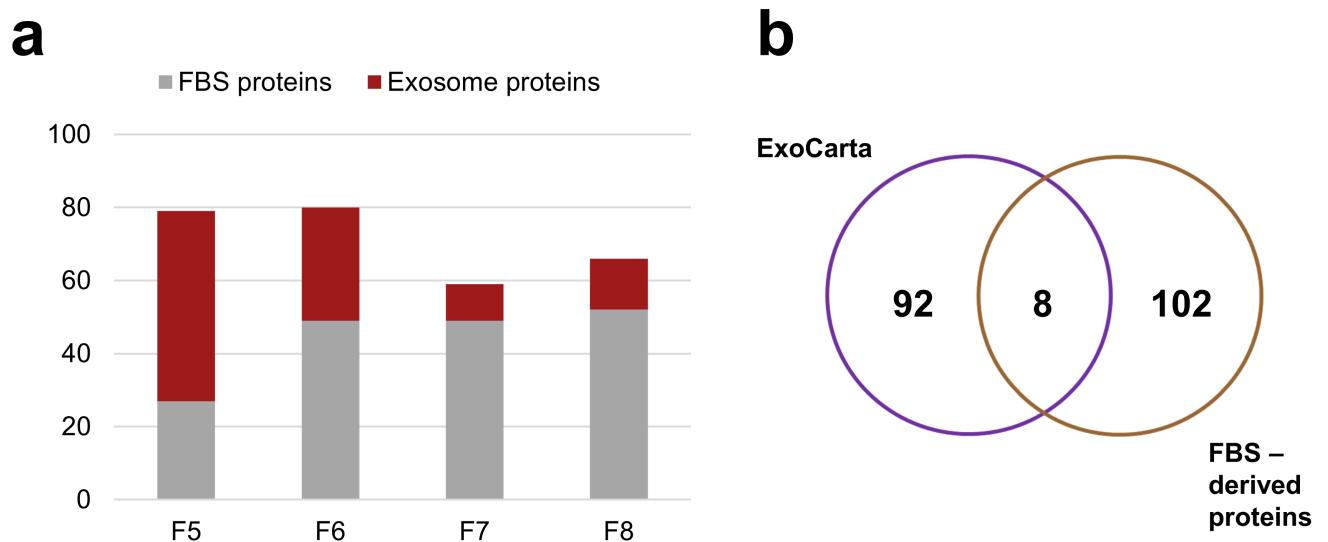 a
FBS proteins
Exosome proteins
100
80
60
40
20
0
F5
F6
F7
F8
b
ExoCarta
92
8
102
FBS –
derived
proteins